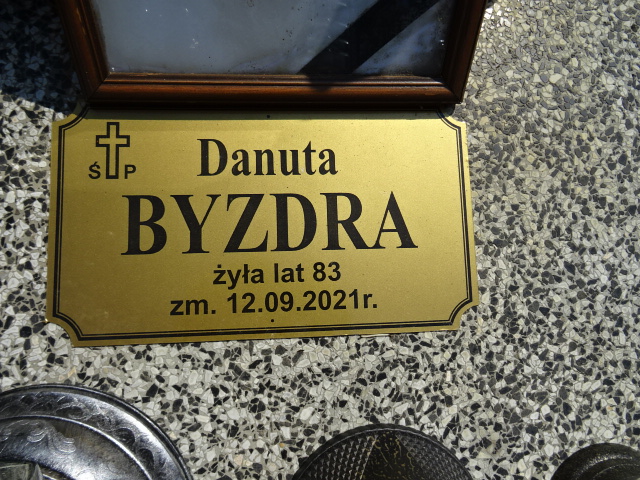 Ś P
Danuta
BYZDRA
żyła lat 83
zm. 12.09.2021r.